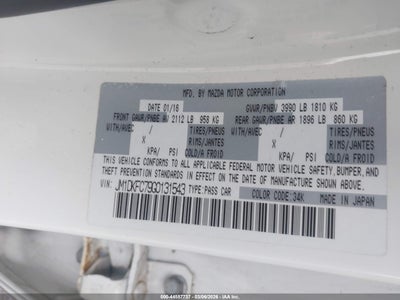 MFD. BY MAZDA MOTOR CORPORATION
DATE 01/16 GVWR/PNBV 3990 LB 1810 KG
FRONT GAWR/PNBE AV 2112 LB 958 KG REAR GAWR/PNBE AR 1896 LB 860 KG
WITH/AVEC / TIRES/PNEUS WITH/AVEC / TIRES/PNEUS
X RIMS/JANTES X RIMS/JANTES
KPA/ PSI COLD/A FROID KPA/ PSI COLD/A FROID
THIS VEHICLE CONFORMS TO ALL APPLICABLE FEDERAL MOTOR VEHICLE SAFETY, BUMPER, AND
THEFT PREVENTION STANDARDS IN EFFECT ON THE DATE OF MANUFACTURE SHOWN ABOVE.
VIN: JM1DKFC79G0131543 TYPE: PASS CAR
COLOR CODE: 34K MADE IN JAPAN
500-44557737 - 03/06/2026 - IAA, Inc.